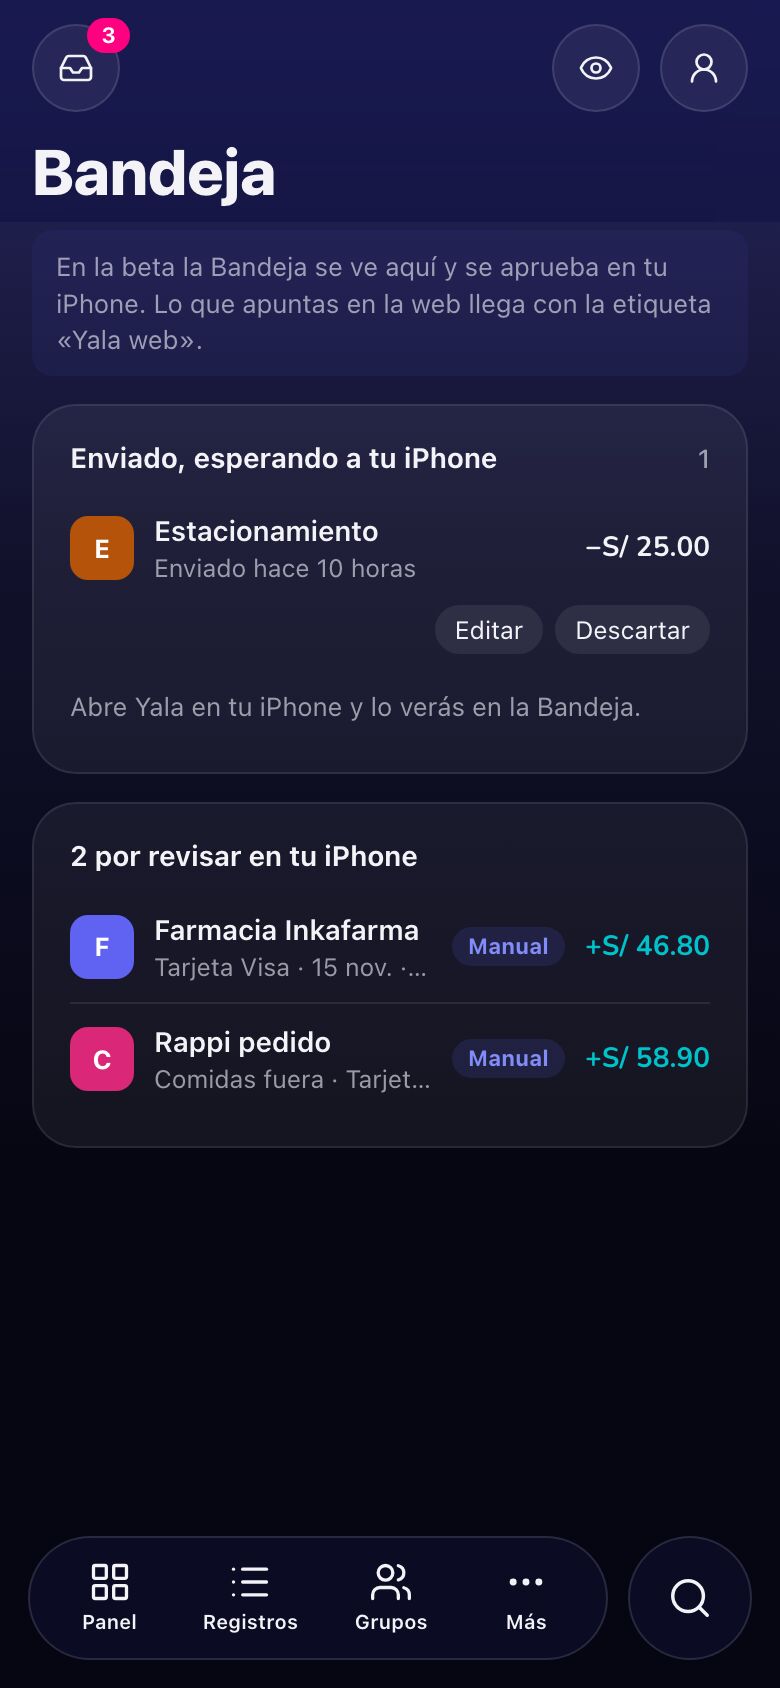 3
Bandeja
En la beta la Bandeja se ve aquí y se aprueba en tu
iPhone. Lo que apuntas en la web llega con la etiqueta
«Yala web».
Enviado, esperando a tu iPhone 1
E Estacionamiento −S/ 25.00
Enviado hace 10 horas
Editar Descartar
Abre Yala en tu iPhone y lo verás en la Bandeja.
2 por revisar en tu iPhone
F Farmacia Inkafarma Manual +S/ 46.80
Tarjeta Visa · 15 nov. ·...
C Rappi pedido Manual +S/ 58.90
Comidas fuera · Tarjet...
Panel Registros Grupos Más